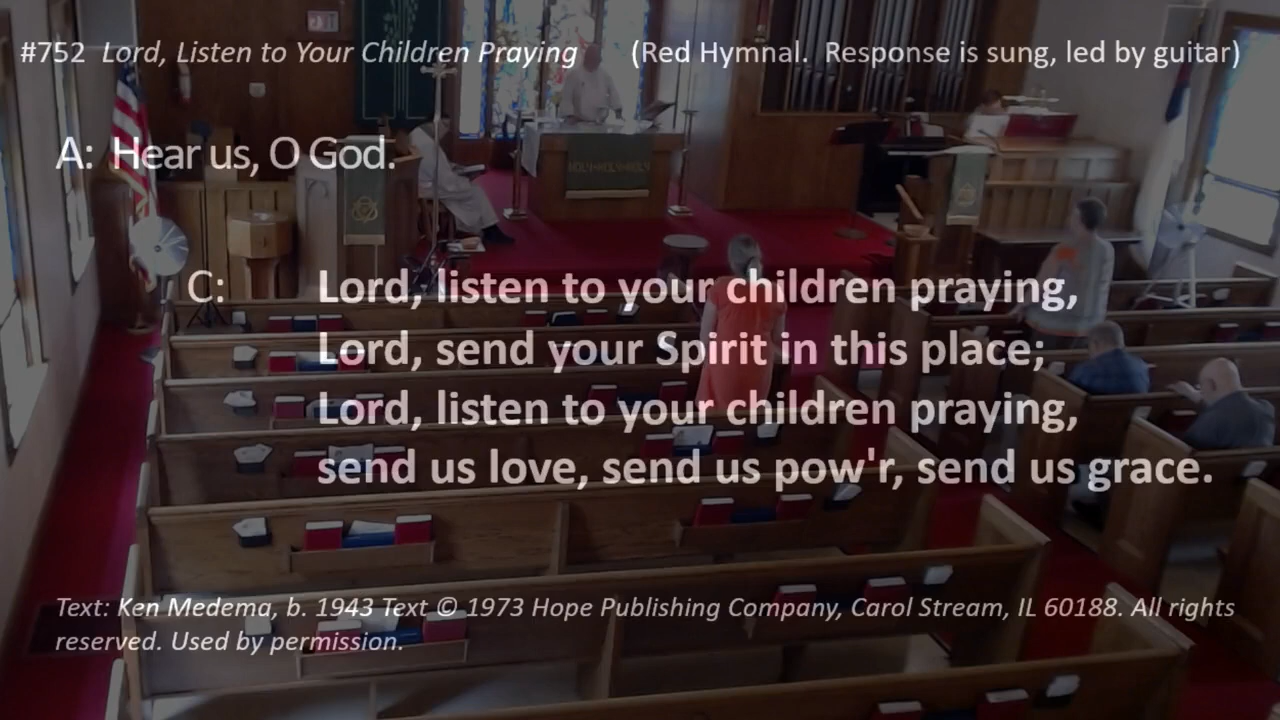 #752 Lord, Listen to Your Children Praying (Red Hymnal. Response is sung, led by guitar)
A: Hear us, O God.
HOLY HOLY HOLY
C: Lord, listen to your children praying,
Lord, send your Spirit in this place;
Lord, listen to your children praying,
send us love, send us pow'r, send us grace.
Text: Ken Medema, b. 1943 Text © 1973 Hope Publishing Company, Carol Stream, IL 60188. All rights
reserved. Used by permission.